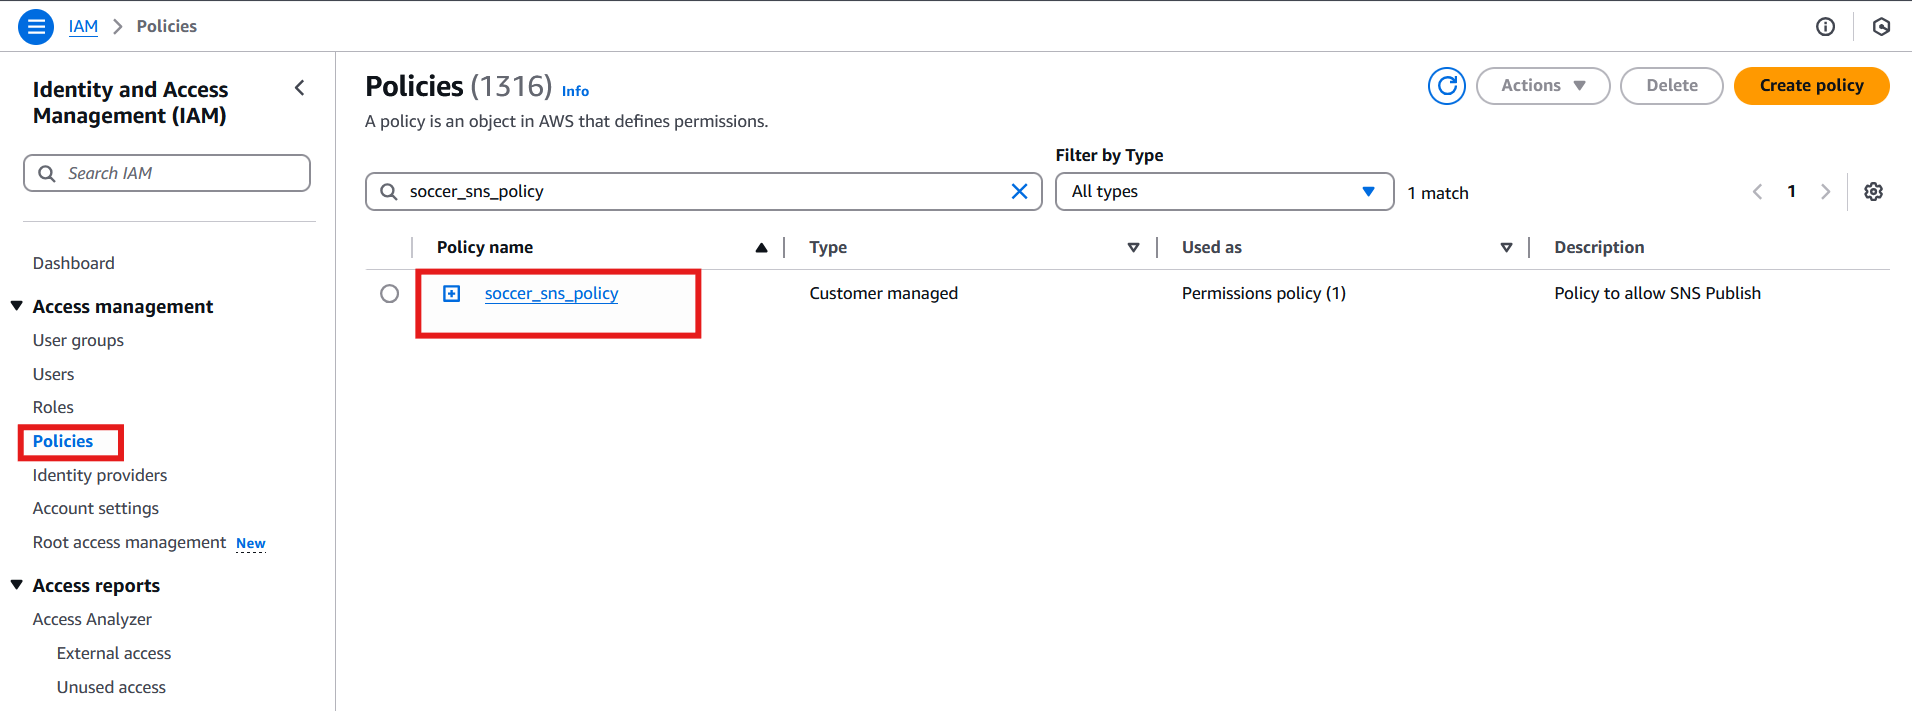 IAM > Policies
Identity and Access
Management (IAM)
Search IAM
Dashboard
Access management
User groups
Users
Roles
Policies
Identity providers
Account settings
Root access management New
Access reports
Access Analyzer
External access
Unused access
Policies (1316) Info
Actions
Delete
Create policy
A policy is an object in AWS that defines permissions.
Filter by Type
soccer_sns_policy
All types
1 match
1
Policy name Type Used as Description
soccer_sns_policy Customer managed Permissions policy (1) Policy to allow SNS Publish